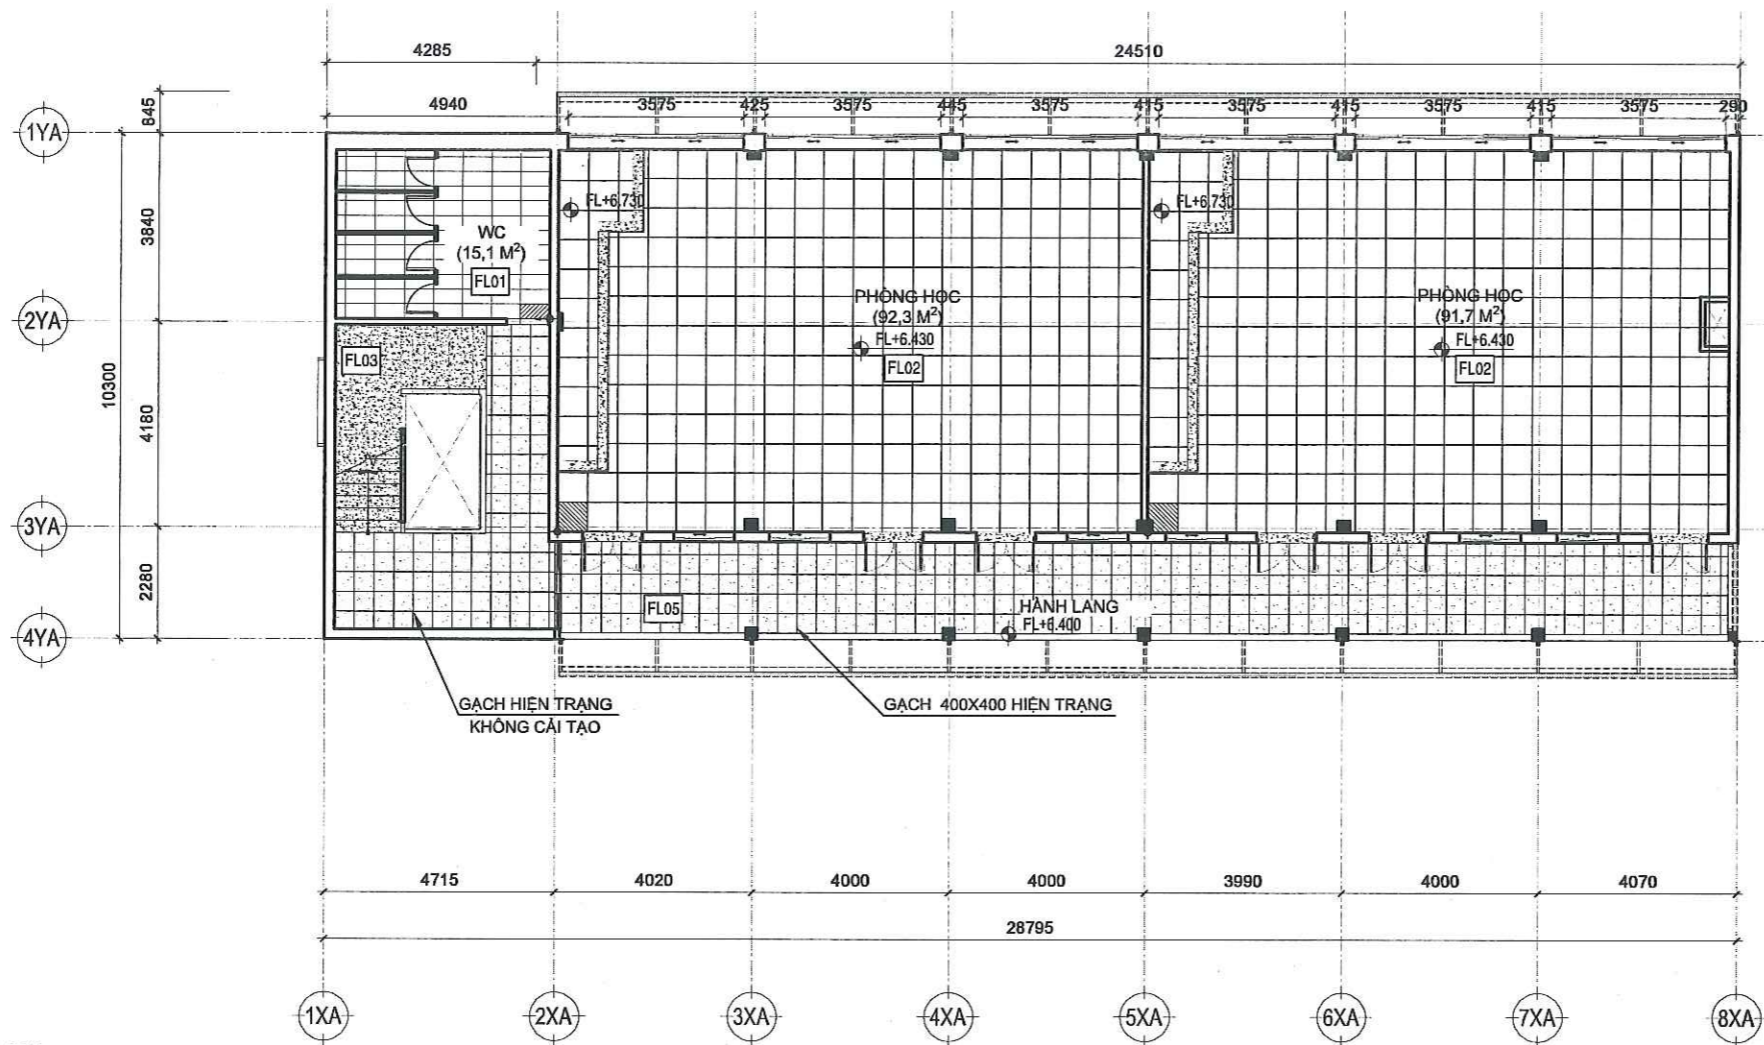 4285
24510
4940
3575
425
3575
445
3575
415
3575
415
3575
415
3575
290
845
1YA
3840
FL+6.730
FL+6.730
WC
(15,1 M²)
FL01
PHÒNG HỌC
(92,3 M²)
FL+6.430
FL02
PHÒNG HỌC
(91,7 M²)
FL+6.430
FL02
2YA
FL03
10300
4180
3YA
2280
FL05
HÀNH LANG
FL+6.400
4YA
GẠCH HIỆN TRẠNG
KHÔNG CẢI TẠO
GẠCH 400X400 HIỆN TRẠNG
4715
4020
4000
4000
3990
4000
4070
28795
1XA
2XA
3XA
4XA
5XA
6XA
7XA
8XA